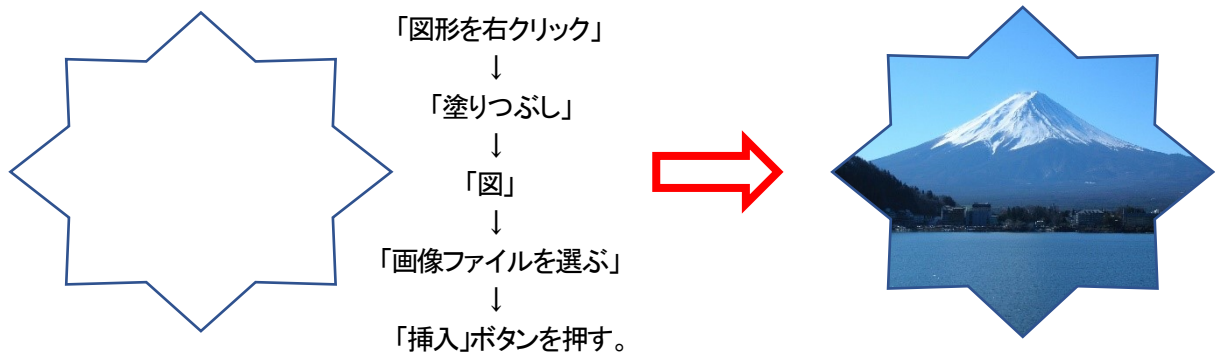 「図形を右クリック」
↓
「塗りつぶし」
↓
「図」
↓
「画像ファイルを選ぶ」
↓
「挿入」ボタンを押す。